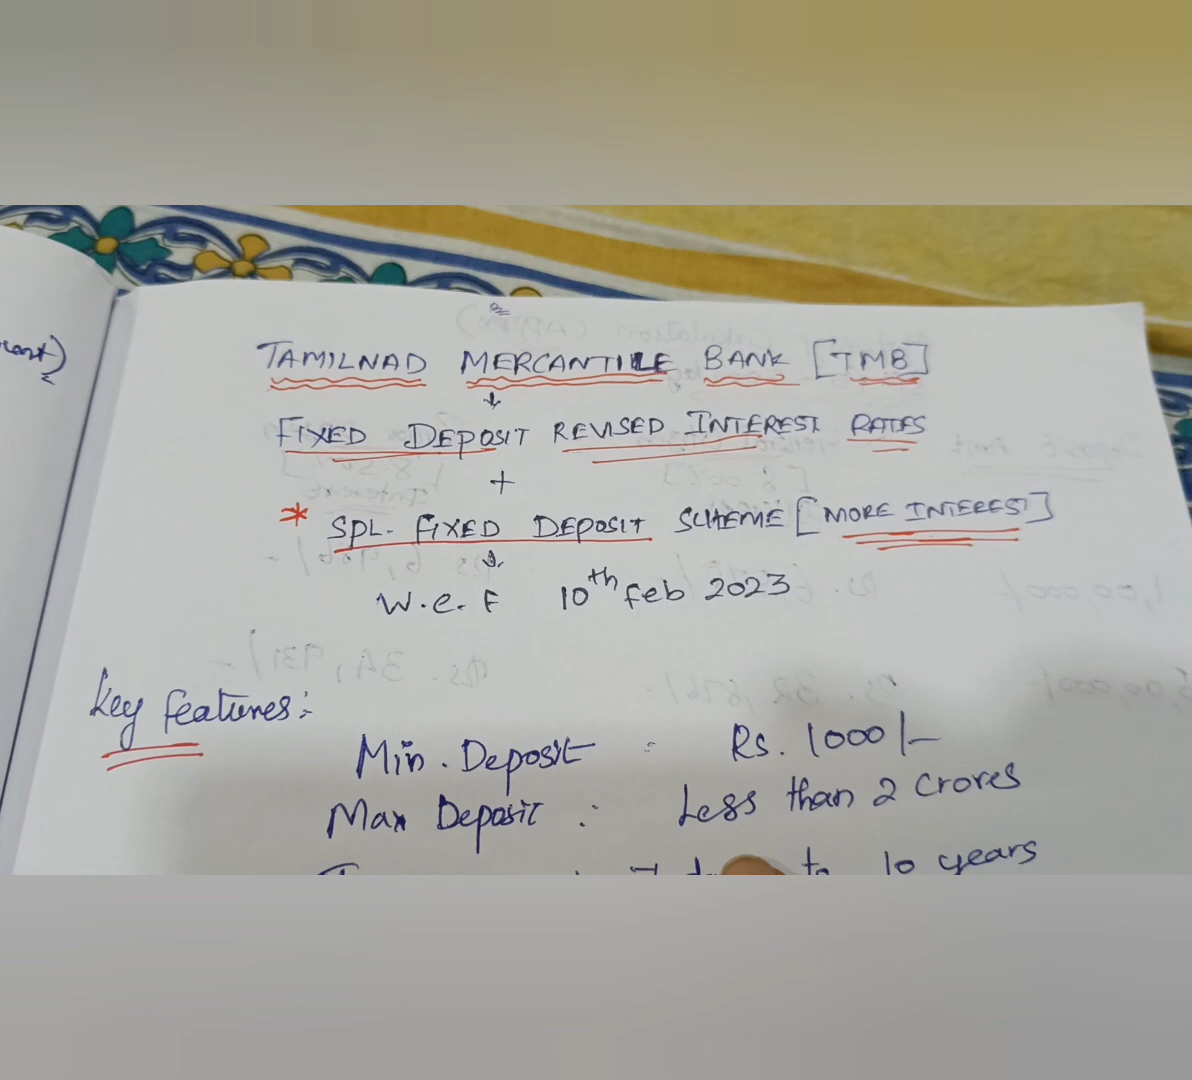 TAMILNAD MERCANTILE BANK [TMB]
FIXED DEPOSIT REVISED INTEREST RATES
+
* SPL. FIXED DEPOSIT SCHEME [MORE INTEREST]
W.e.F 10th feb 2023
Key features:-
Min. Deposit : Rs. 1000/-
Max Deposit : Less than 2 Crores
to 10 years